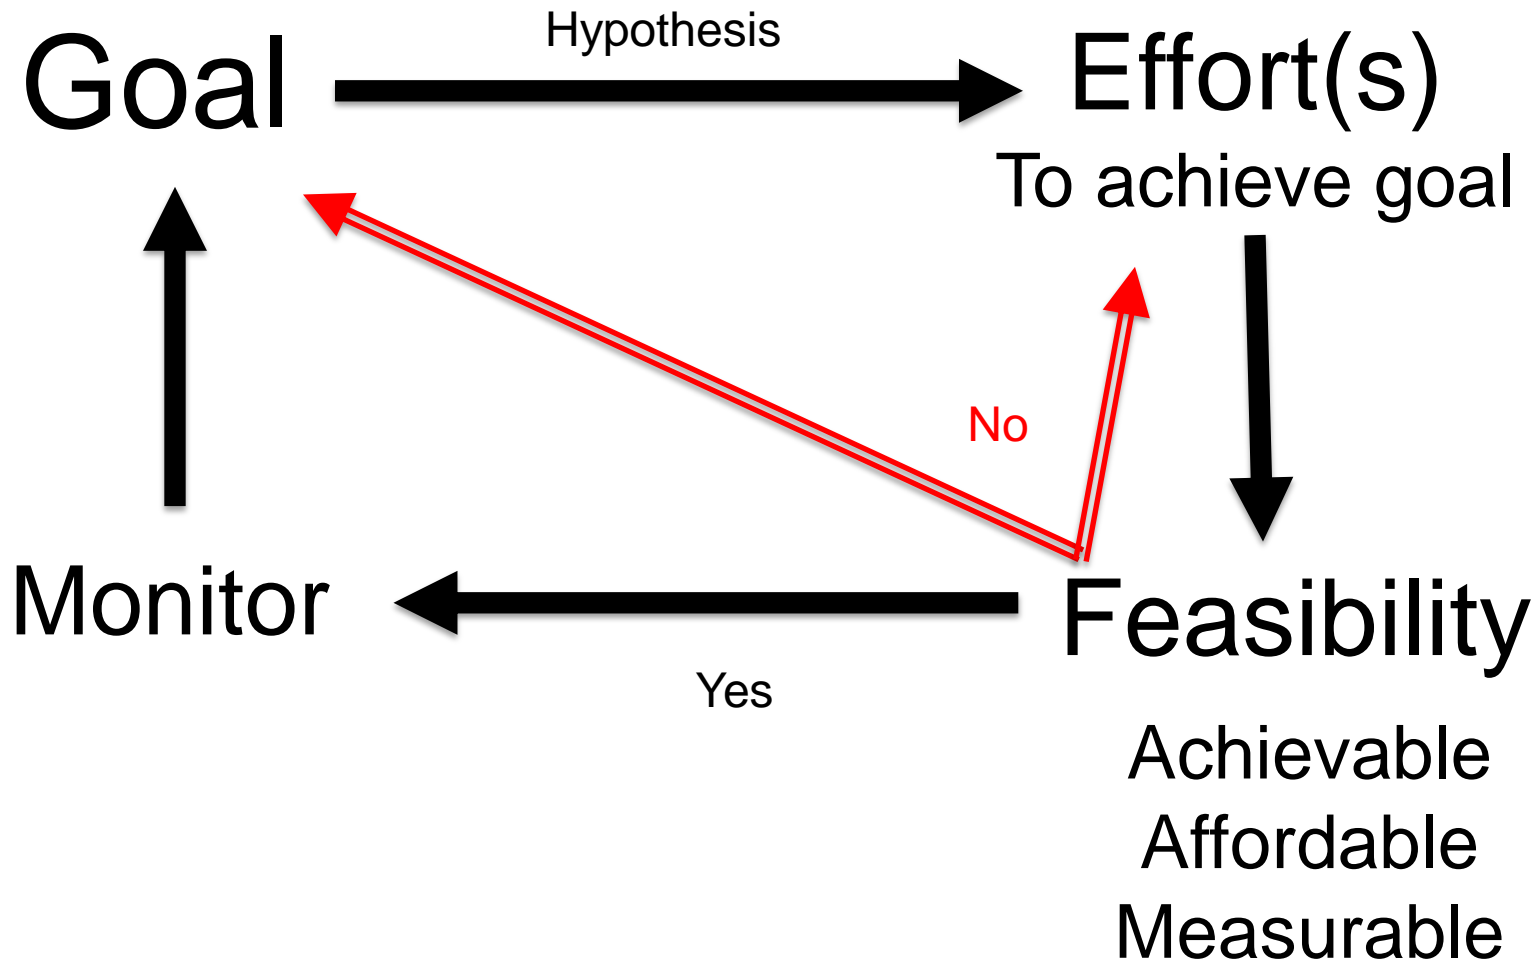 Goal
Hypothesis
Effort(s)
To achieve goal
No
Monitor
Yes
Feasibility
Achievable
Affordable
Measurable